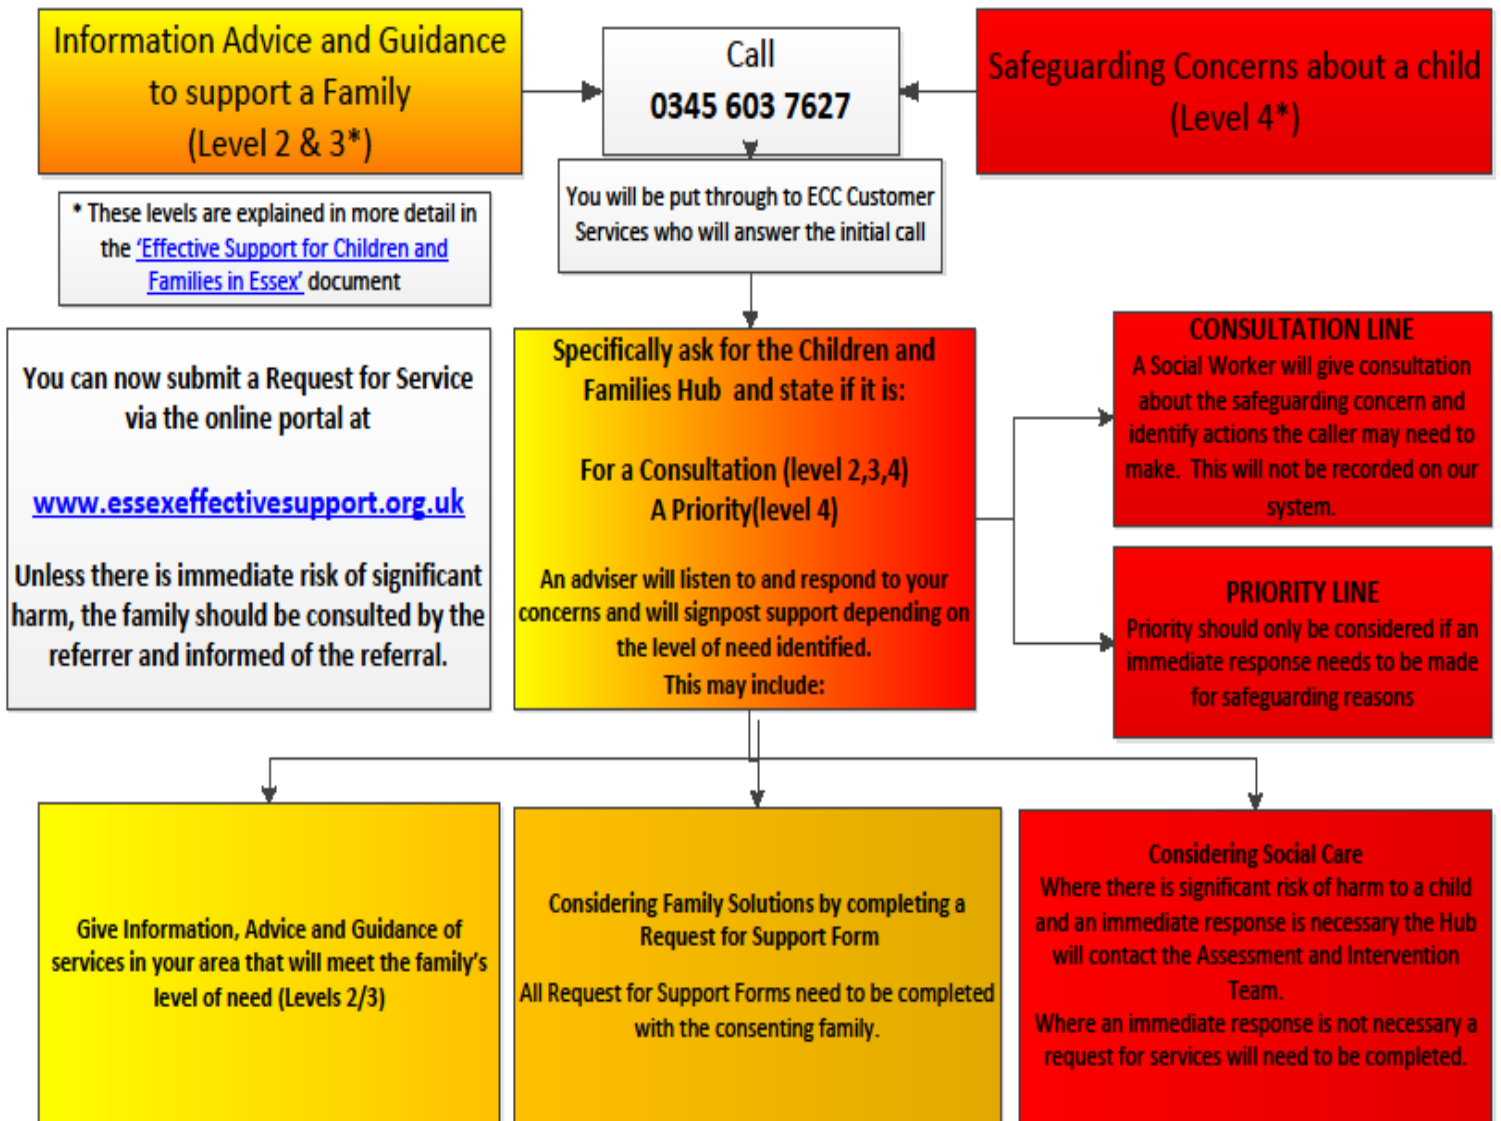 Information Advice and Guidance
to support a Family
(Level 2 & 3*)
Call
0345 603 7627
Safeguarding Concerns about a child
(Level 4*)
* These levels are explained in more detail in
the ‘Effective Support for Children and
Families in Essex’ document
You will be put through to ECC Customer
Services who will answer the initial call
You can now submit a Request for Service
via the online portal at
www.essexeffectivesupport.org.uk
Unless there is immediate risk of significant
harm, the family should be consulted by the
referrer and informed of the referral.
Specifically ask for the Children and
Families Hub and state if it is:
For a Consultation (level 2,3,4)
A Priority(level 4)
An adviser will listen to and respond to your
concerns and will signpost support depending on
the level of need identified.
This may include:
CONSULTATION LINE
A Social Worker will give consultation
about the safeguarding concern and
identify actions the caller may need to
make. This will not be recorded on our
system.
PRIORITY LINE
Priority should only be considered if an
immediate response needs to be made
for safeguarding reasons
Give Information, Advice and Guidance of
services in your area that will meet the family’s
level of need (Levels 2/3)
Considering Family Solutions by completing a
Request for Support Form
All Request for Support Forms need to be completed
with the consenting family.
Considering Social Care
Where there is significant risk of harm to a child
and an immediate response is necessary the Hub
will contact the Assessment and Intervention
Team.
Where an immediate response is not necessary a
request for services will need to be completed.